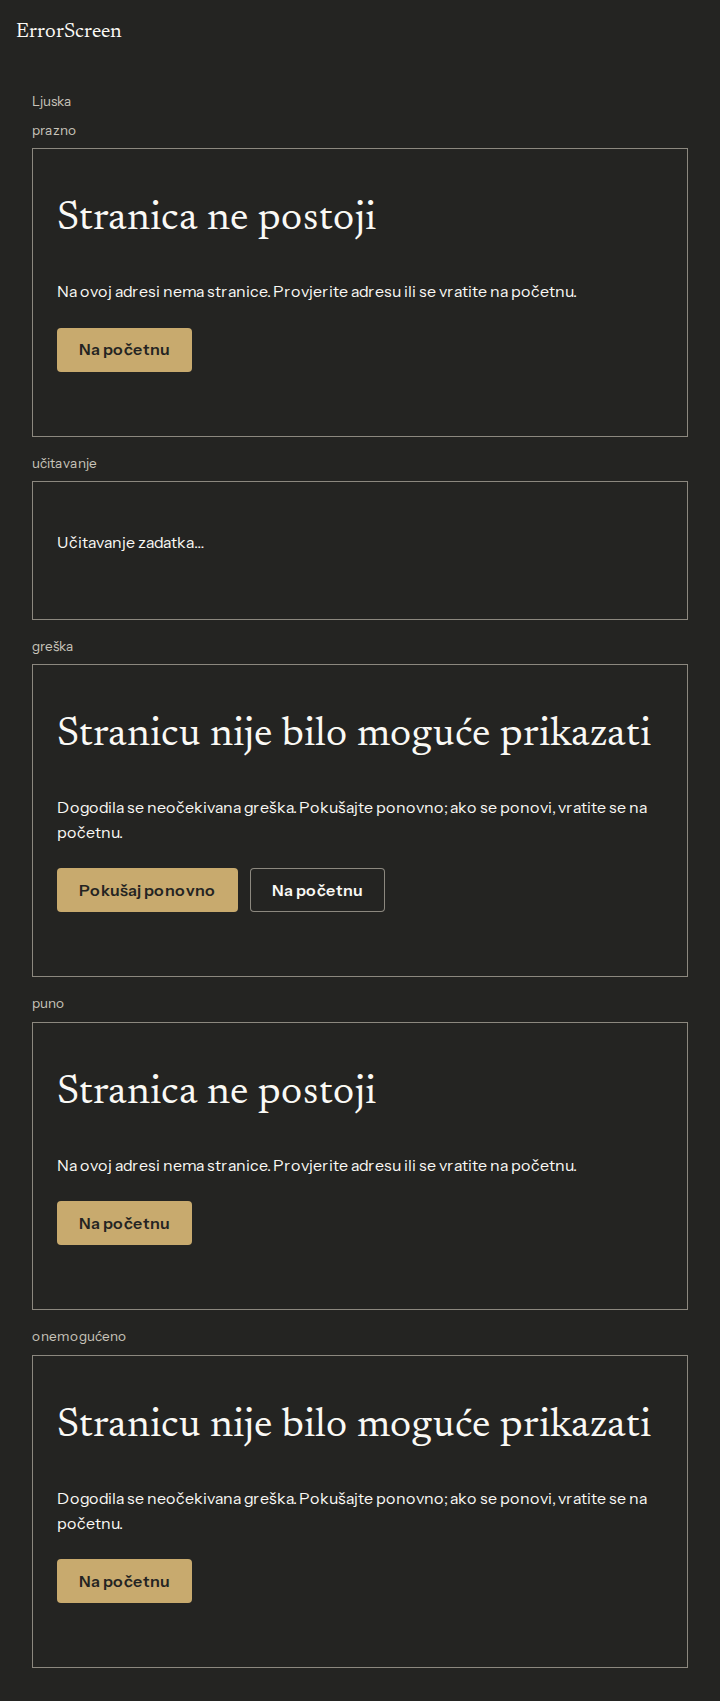 ErrorScreen
Ljuska
prazno
Stranica ne postoji
Na ovoj adresi nema stranice. Provjerite adresu ili se vratite na početnu.
Na početnu
učitavanje
Učitavanje zadatka…
greška
Stranicu nije bilo moguće prikazati
Dogodila se neočekivana greška. Pokušajte ponovno; ako se ponovi, vratite se na
početnu.
Pokušaj ponovno
Na početnu
puno
Stranica ne postoji
Na ovoj adresi nema stranice. Provjerite adresu ili se vratite na početnu.
Na početnu
onemogućeno
Stranicu nije bilo moguće prikazati
Dogodila se neočekivana greška. Pokušajte ponovno; ako se ponovi, vratite se na
početnu.
Na početnu